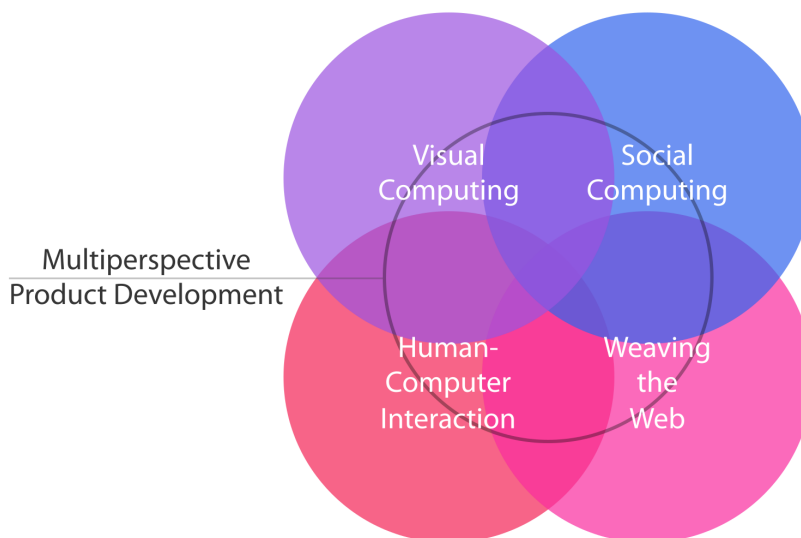 Visual
Computing
Social
Computing
Multiperspective
Product Development
Human-
Computer
Interaction
Weaving
the
Web